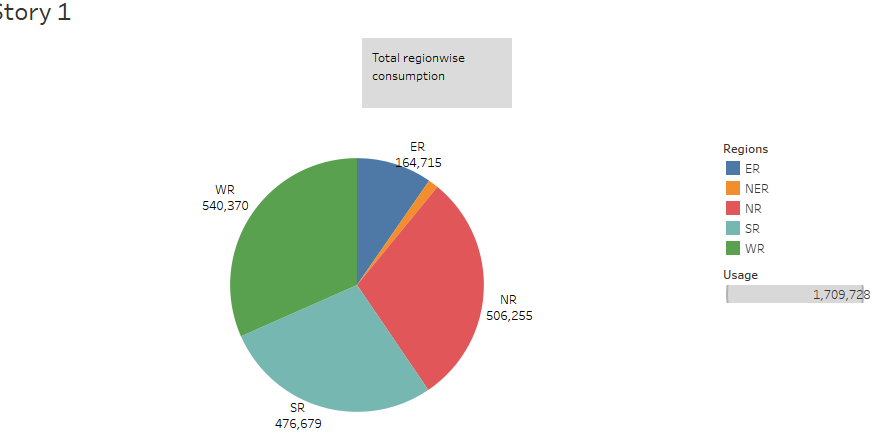 Story 1
Total regionwise
consumption
ER
164,715
WR
540,370
NR
506,255
SR
476,679
Regions
ER
NER
NR
SR
WR
Usage
1,709,728